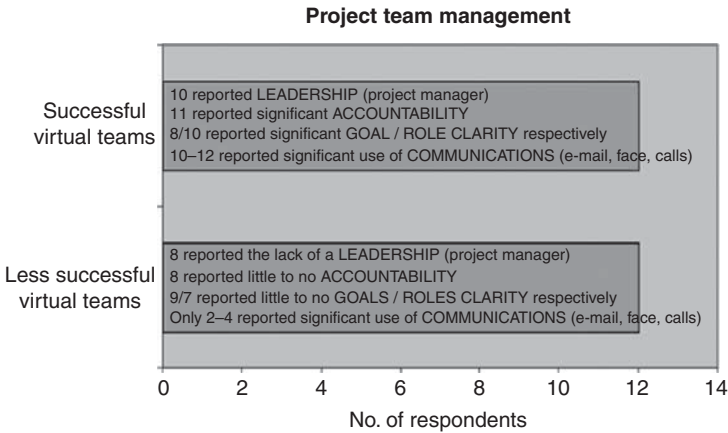 Project team management
Successful
virtual teams
10 reported LEADERSHIP (project manager)
11 reported significant ACCOUNTABILITY
8/10 reported significant GOAL / ROLE CLARITY respectively
10–12 reported significant use of COMMUNICATIONS (e-mail, face, calls)
Less successful
virtual teams
8 reported the lack of a LEADERSHIP (project manager)
8 reported little to no ACCOUNTABILITY
9/7 reported little to no GOALS / ROLES CLARITY respectively
Only 2–4 reported significant use of COMMUNICATIONS (e-mail, face, calls)
0 2 4 6 8 10 12 14
No. of respondents